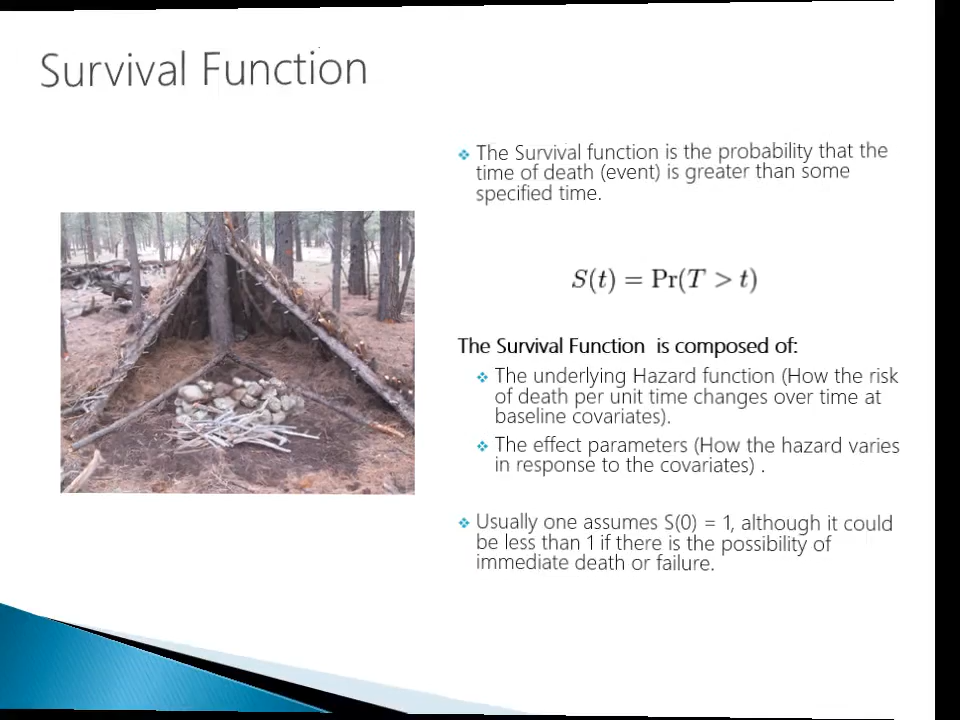 Survival Function
❖ The Survival function is the probability that the
time of death (event) is greater than some
specified time.
S(t) = Pr(T > t)
The Survival Function  is composed of:
❖ The underlying Hazard function (How the risk
of death per unit time changes over time at
baseline covariates).
❖ The effect parameters (How the hazard varies
in response to the covariates) .
❖ Usually one assumes S(0) = 1, although it could
be less than 1 if there is the possibility of
immediate death or failure.